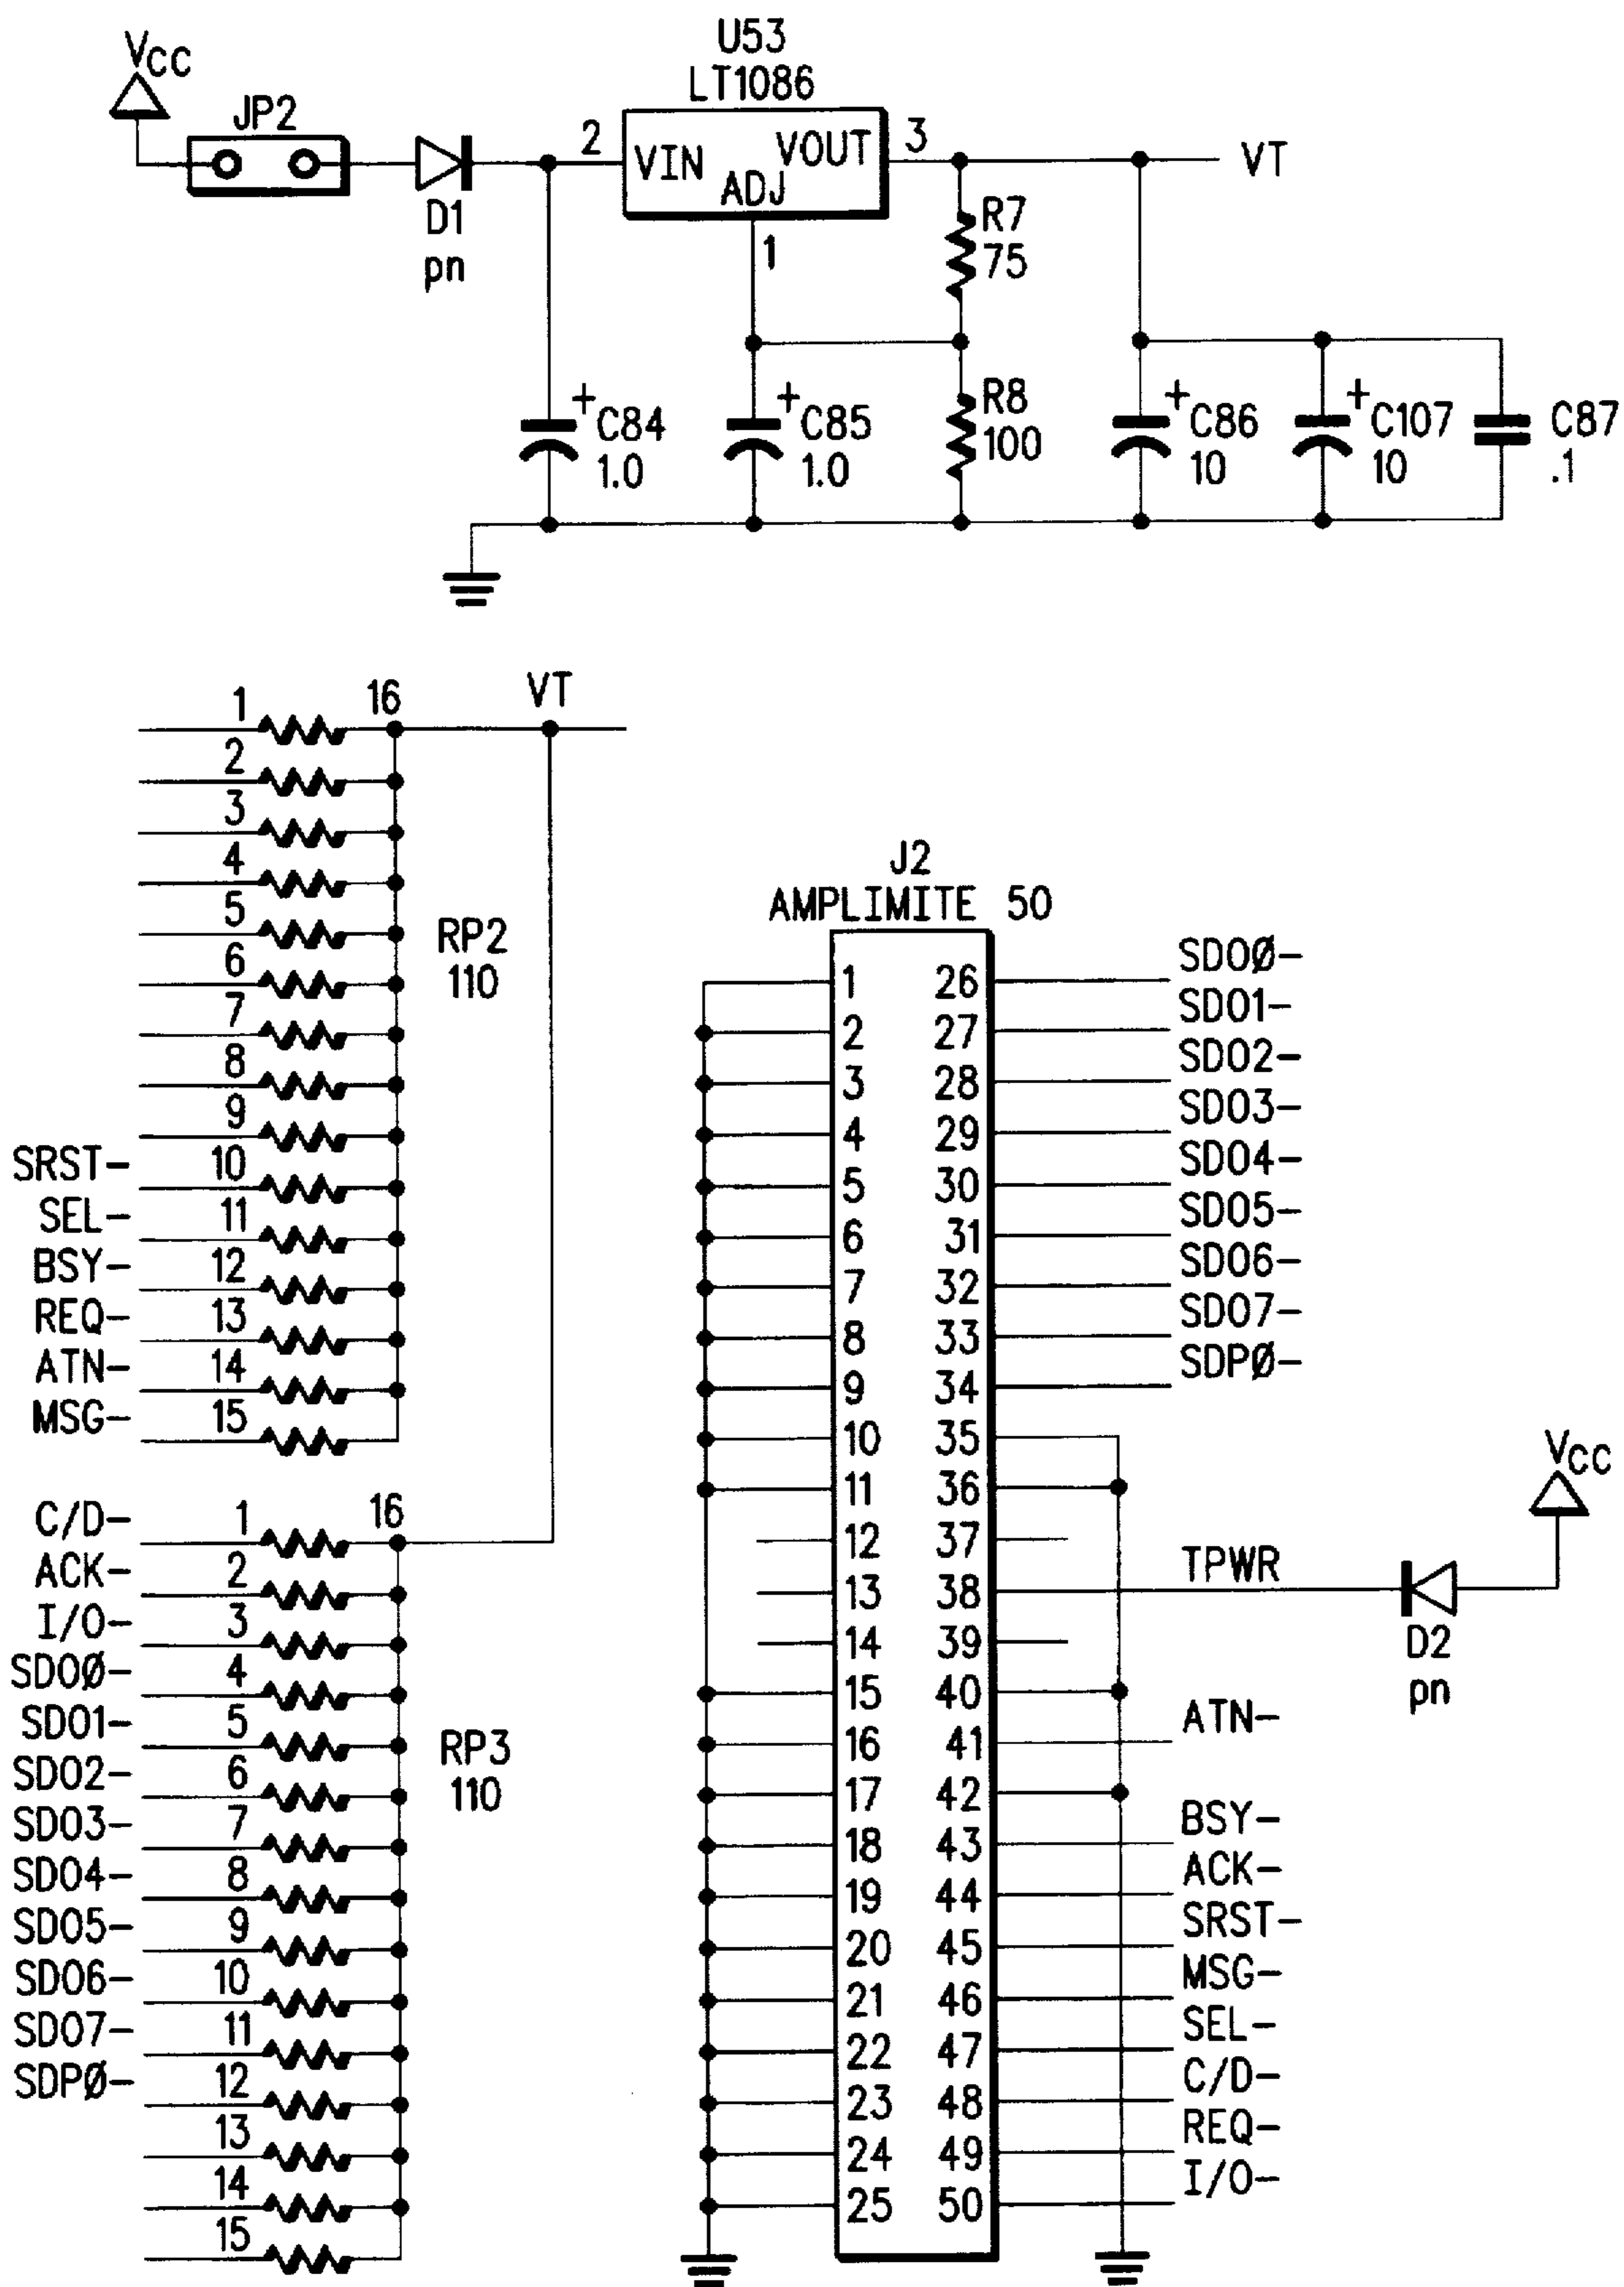 VCC
JP2
D1
pn
U53
LT1086
2
VIN
VOUT
3
ADJ
1
VT
R7
75
R8
100
+
C84
1.0
+
C85
1.0
+
C86
10
+
C107
10
C87
.1
1
16
VT
2
3
4
5
6
7
8
9
SRST-
10
SEL-
11
BSY-
12
REQ-
13
ATN-
14
MSG-
15
RP2
110
C/D-
1
16
ACK-
2
I/O-
3
SDOØ-
4
SDO1-
5
SDO2-
6
SDO3-
7
SDO4-
8
SDO5-
9
SDO6-
10
SDO7-
11
SDPØ-
12
13
14
15
RP3
110
J2
AMPLIMITE 50
1 26 SDOØ-
2 27 SDO1-
3 28 SDO2-
4 29 SDO3-
5 30 SDO4-
6 31 SDO5-
7 32 SDO6-
8 33 SDO7-
9 34 SDPØ-
10 35
11 36
12 37
13 38 TPWR
14 39
15 40
16 41 ATN-
17 42
18 43 BSY-
19 44 ACK-
20 45 SRST-
21 46 MSG-
22 47 SEL-
23 48 C/D-
24 49 REQ-
25 50 I/O-
VCC
D2
pn